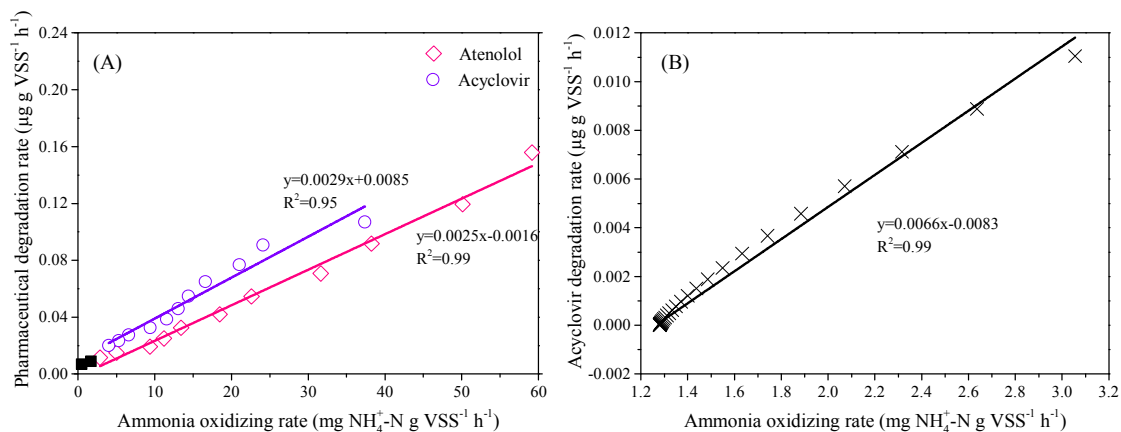 (A)
Atenolol
Acyclovir
y=0.0029x+0.0085
R²=0.95
y=0.0025x-0.0016
R²=0.99
0.24
0.20
0.16
0.12
0.08
0.04
0.00
0 10 20 30 40 50 60
Pharmaceutical degradation rate (μg g VSS⁻¹ h⁻¹)
Ammonia oxidizing rate (mg NH₄⁺-N g VSS⁻¹ h⁻¹)
(B)
y=0.0066x-0.0083
R²=0.99
0.012
0.010
0.008
0.006
0.004
0.002
0.000
-0.002
1.2 1.4 1.6 1.8 2.0 2.2 2.4 2.6 2.8 3.0 3.2
Acyclovir degradation rate (μg g VSS⁻¹ h⁻¹)
Ammonia oxidizing rate (mg NH₄⁺-N g VSS⁻¹ h⁻¹)